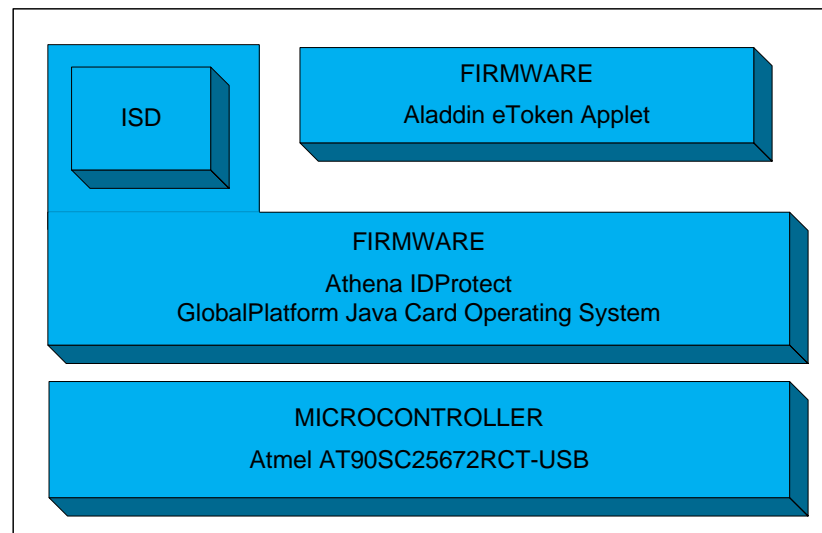 ISD
FIRMWARE
Aladdin eToken Applet
FIRMWARE
Athena IDProtect
GlobalPlatform Java Card Operating System
MICROCONTROLLER
Atmel AT90SC25672RCT-USB